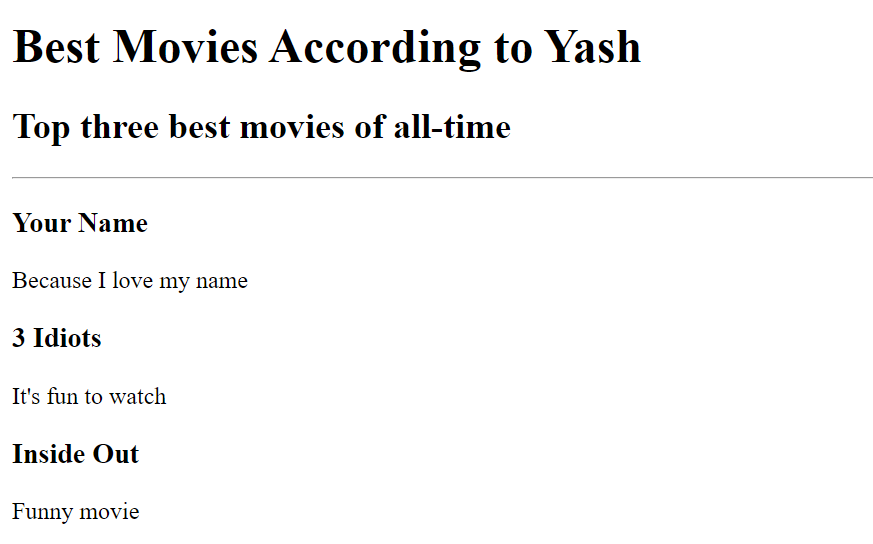 Best Movies According to Yash
Top three best movies of all-time
Your Name
Because I love my name
3 Idiots
It's fun to watch
Inside Out
Funny movie